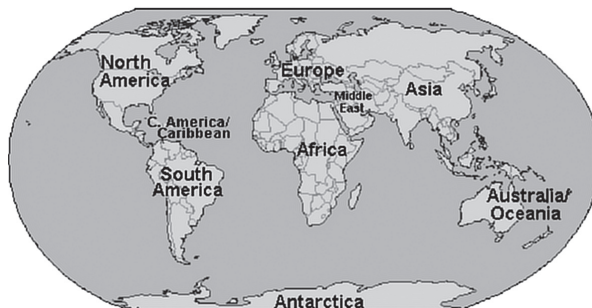 North
America
Europe
Middle
East
Asia
C. America/
Caribbean
Africa
South
America
Australia/
Oceania
Antarctica